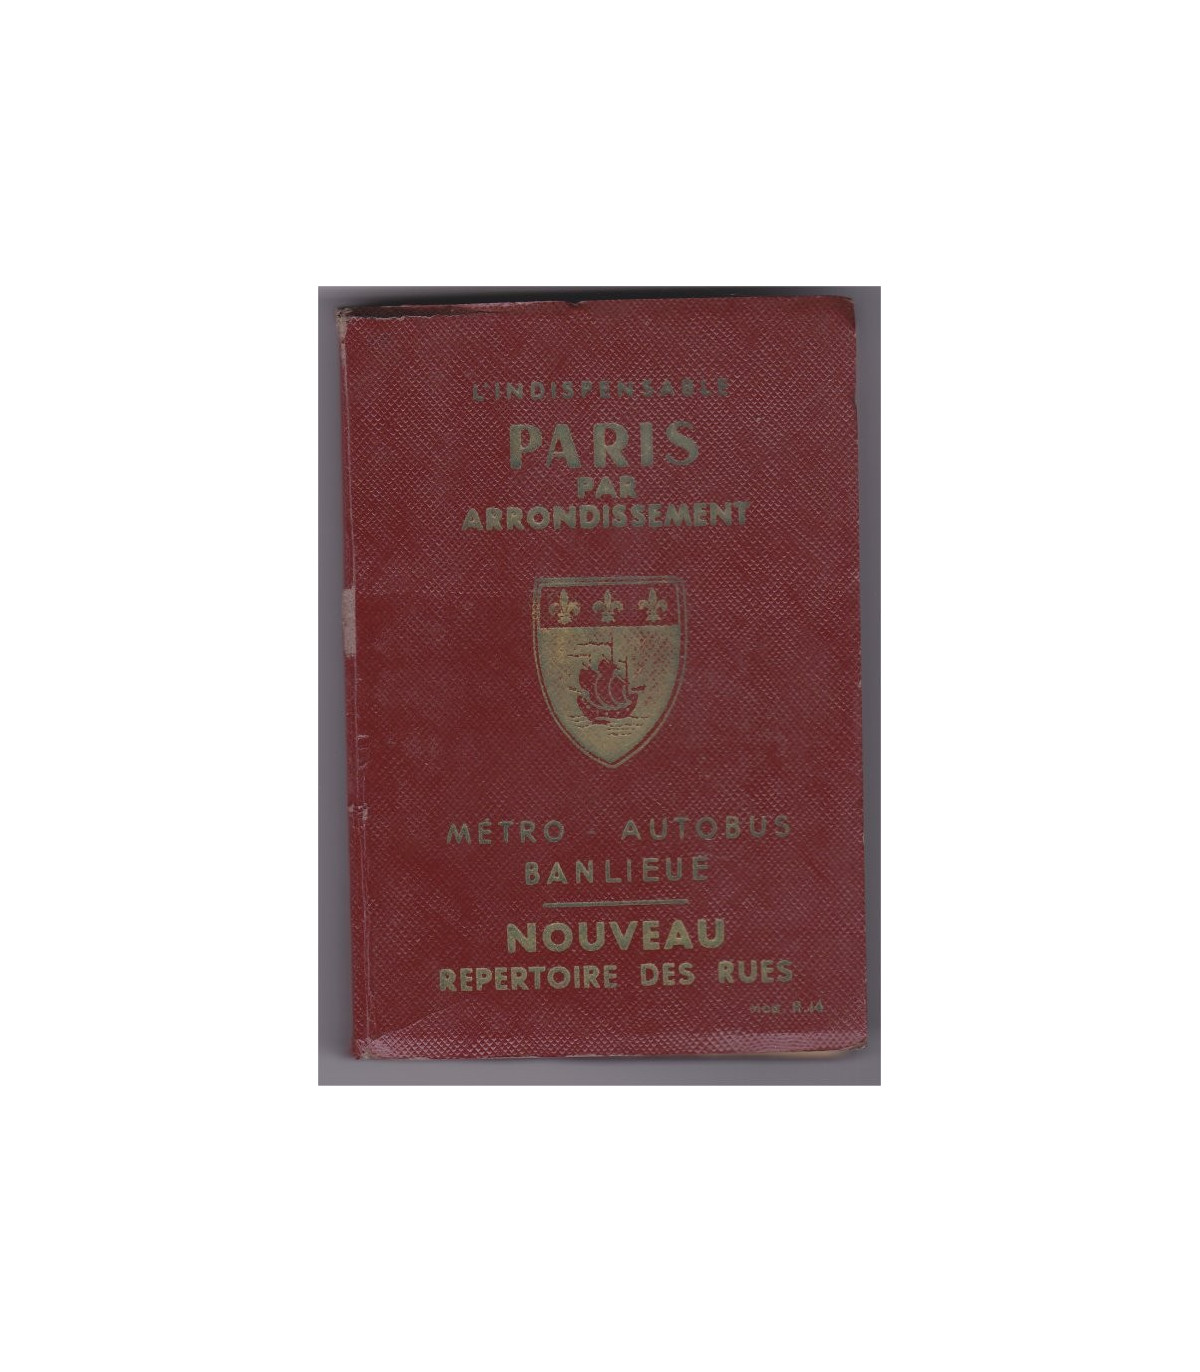 L'INDISPENSABLE
PARIS
PAR
ARRONDISSEMENT
MÉTRO - AUTOBUS
BANLIEUE
NOUVEAU
REPERTOIRE DES RUES